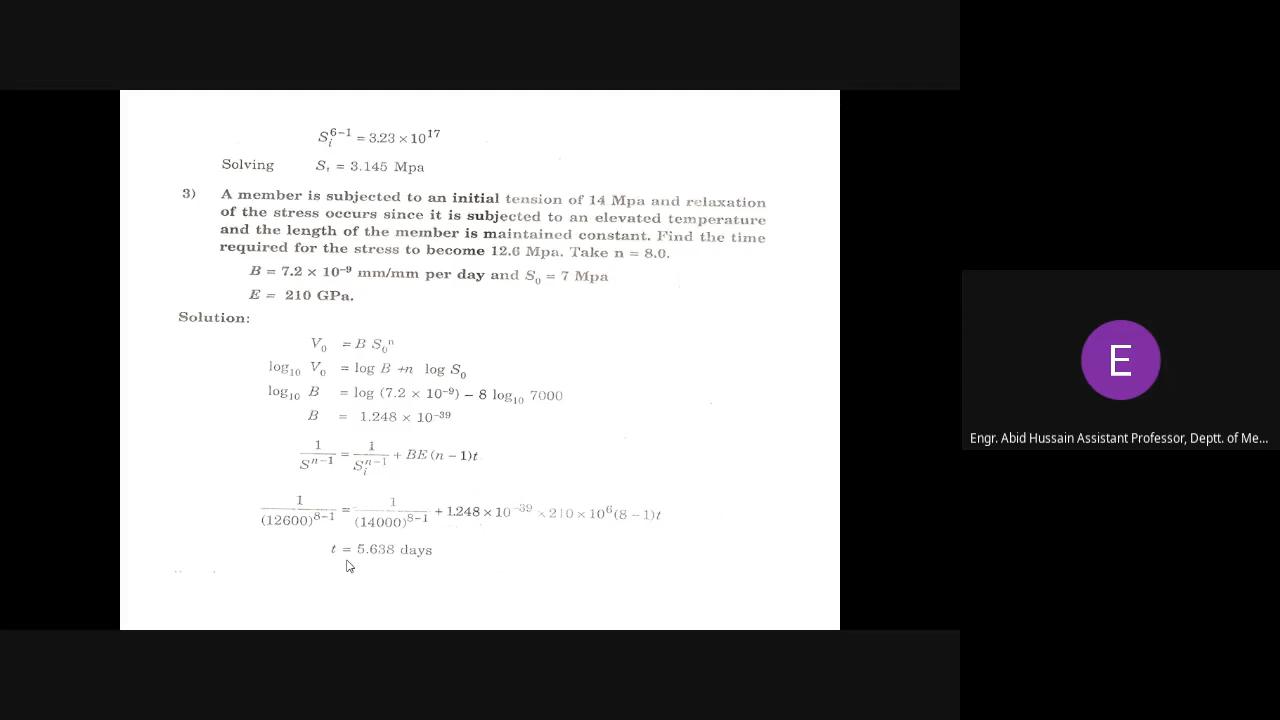 S_i^{6-1} = 3.23 × 10^{17}
Solving S_t = 3.145 Mpa
3) A member is subjected to an initial tension of 14 Mpa and relaxation
of the stress occurs since it is subjected to an elevated temperature
and the length of the member is maintained constant. Find the time
required for the stress to become 12.6 Mpa. Take n = 8.0.
B = 7.2 × 10^{-9} mm/mm per day and S_0 = 7 Mpa
E = 210 GPa.
Solution:
V_0 = B S_0^n
log_{10} V_0 = log B +n log S_0
log_{10} B = log (7.2 × 10^{-9}) – 8 log_{10} 7000
B = 1.248 × 10^{-39}
1/S^{n-1} = 1/S_i^{n-1} + BE (n – 1)t
1/(12600)^{8-1} = 1/(14000)^{8-1} + 1.248 × 10^{-39} × 210 × 10^6 (8 – 1)t
t = 5.638 days
E
Engr. Abid Hussain Assistant Professor, Deptt. of Me...